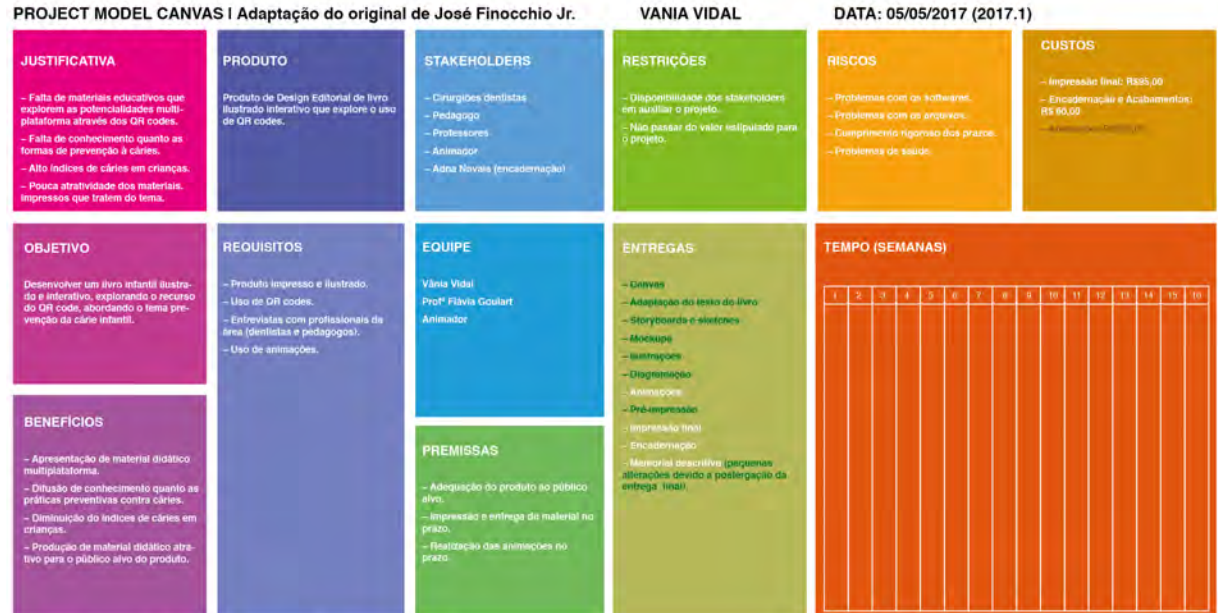 PROJECT MODEL CANVAS I Adaptação do original de José Finocchio Jr.
VANIA VIDAL
DATA: 05/05/2017 (2017.1)
JUSTIFICATIVA
– Falta de materiais educativos que
explorem as potencialidades multi-
plataforma através dos QR codes.
– Falta de conhecimento quanto as
formas de prevenção à cáries.
– Alto índices de cáries em crianças.
– Pouca atratividade dos materiais.
impressos que tratem do tema.
PRODUTO
Produto de Design Editorial de livro
ilustrado interativo que explore o uso
de QR codes.
STAKEHOLDERS
– Cirurgiões dentistas
– Pedagogo
– Professores
– Animador
– Adna Novais (encadernação)
RESTRIÇÕES
– Disponibilidade dos stakeholders
em auxiliar o projeto.
– Não passar do valor estipulado para
o projeto.
RISCOS
– Problemas com os softwares.
– Problemas com os arquivos.
– Cumprimento rigoroso dos prazos.
– Problemas de saúde.
CUSTOS
– Impressão final: R$95,00
– Encadernação e Acabamentos:
R$ 60,00
OBJETIVO
Desenvolver um livro infantil ilustra-
do e interativo, explorando o recurso
do QR code, abordando o tema pre-
venção da cárie infantil.
REQUISITOS
– Produto impresso e ilustrado.
– Uso de QR codes.
– Entrevistas com profissionais da
área (dentistas e pedagogos).
– Uso de animações.
EQUIPE
Vânia Vidal
Profª Flávia Goulart
Animador
ENTREGAS
– Canvas
– Adaptação do texto do livro
– Storyboards e sketches
– Mockups
– Ilustrações
– Diagramação
– Animações
– Pré-impressão
– Impressão final
– Encadernação
– Memorial descritivo (pequenas
alterações devido a postergação da
entrega final).
TEMPO (SEMANAS)
1 2 3 4 5 6 7 8 9 10 11 12 13 14 15 16
BENEFÍCIOS
– Apresentação de material didático
multiplataforma.
– Difusão de conhecimento quanto as
práticas preventivas contra cáries.
– Diminuição do índices de cáries em
crianças.
– Produção de material didático atra-
tivo para o público alvo do produto.
PREMISSAS
– Adequação do produto ao público
alvo.
– Impressão e entrega do material no
prazo.
– Realização das animações no
prazo.